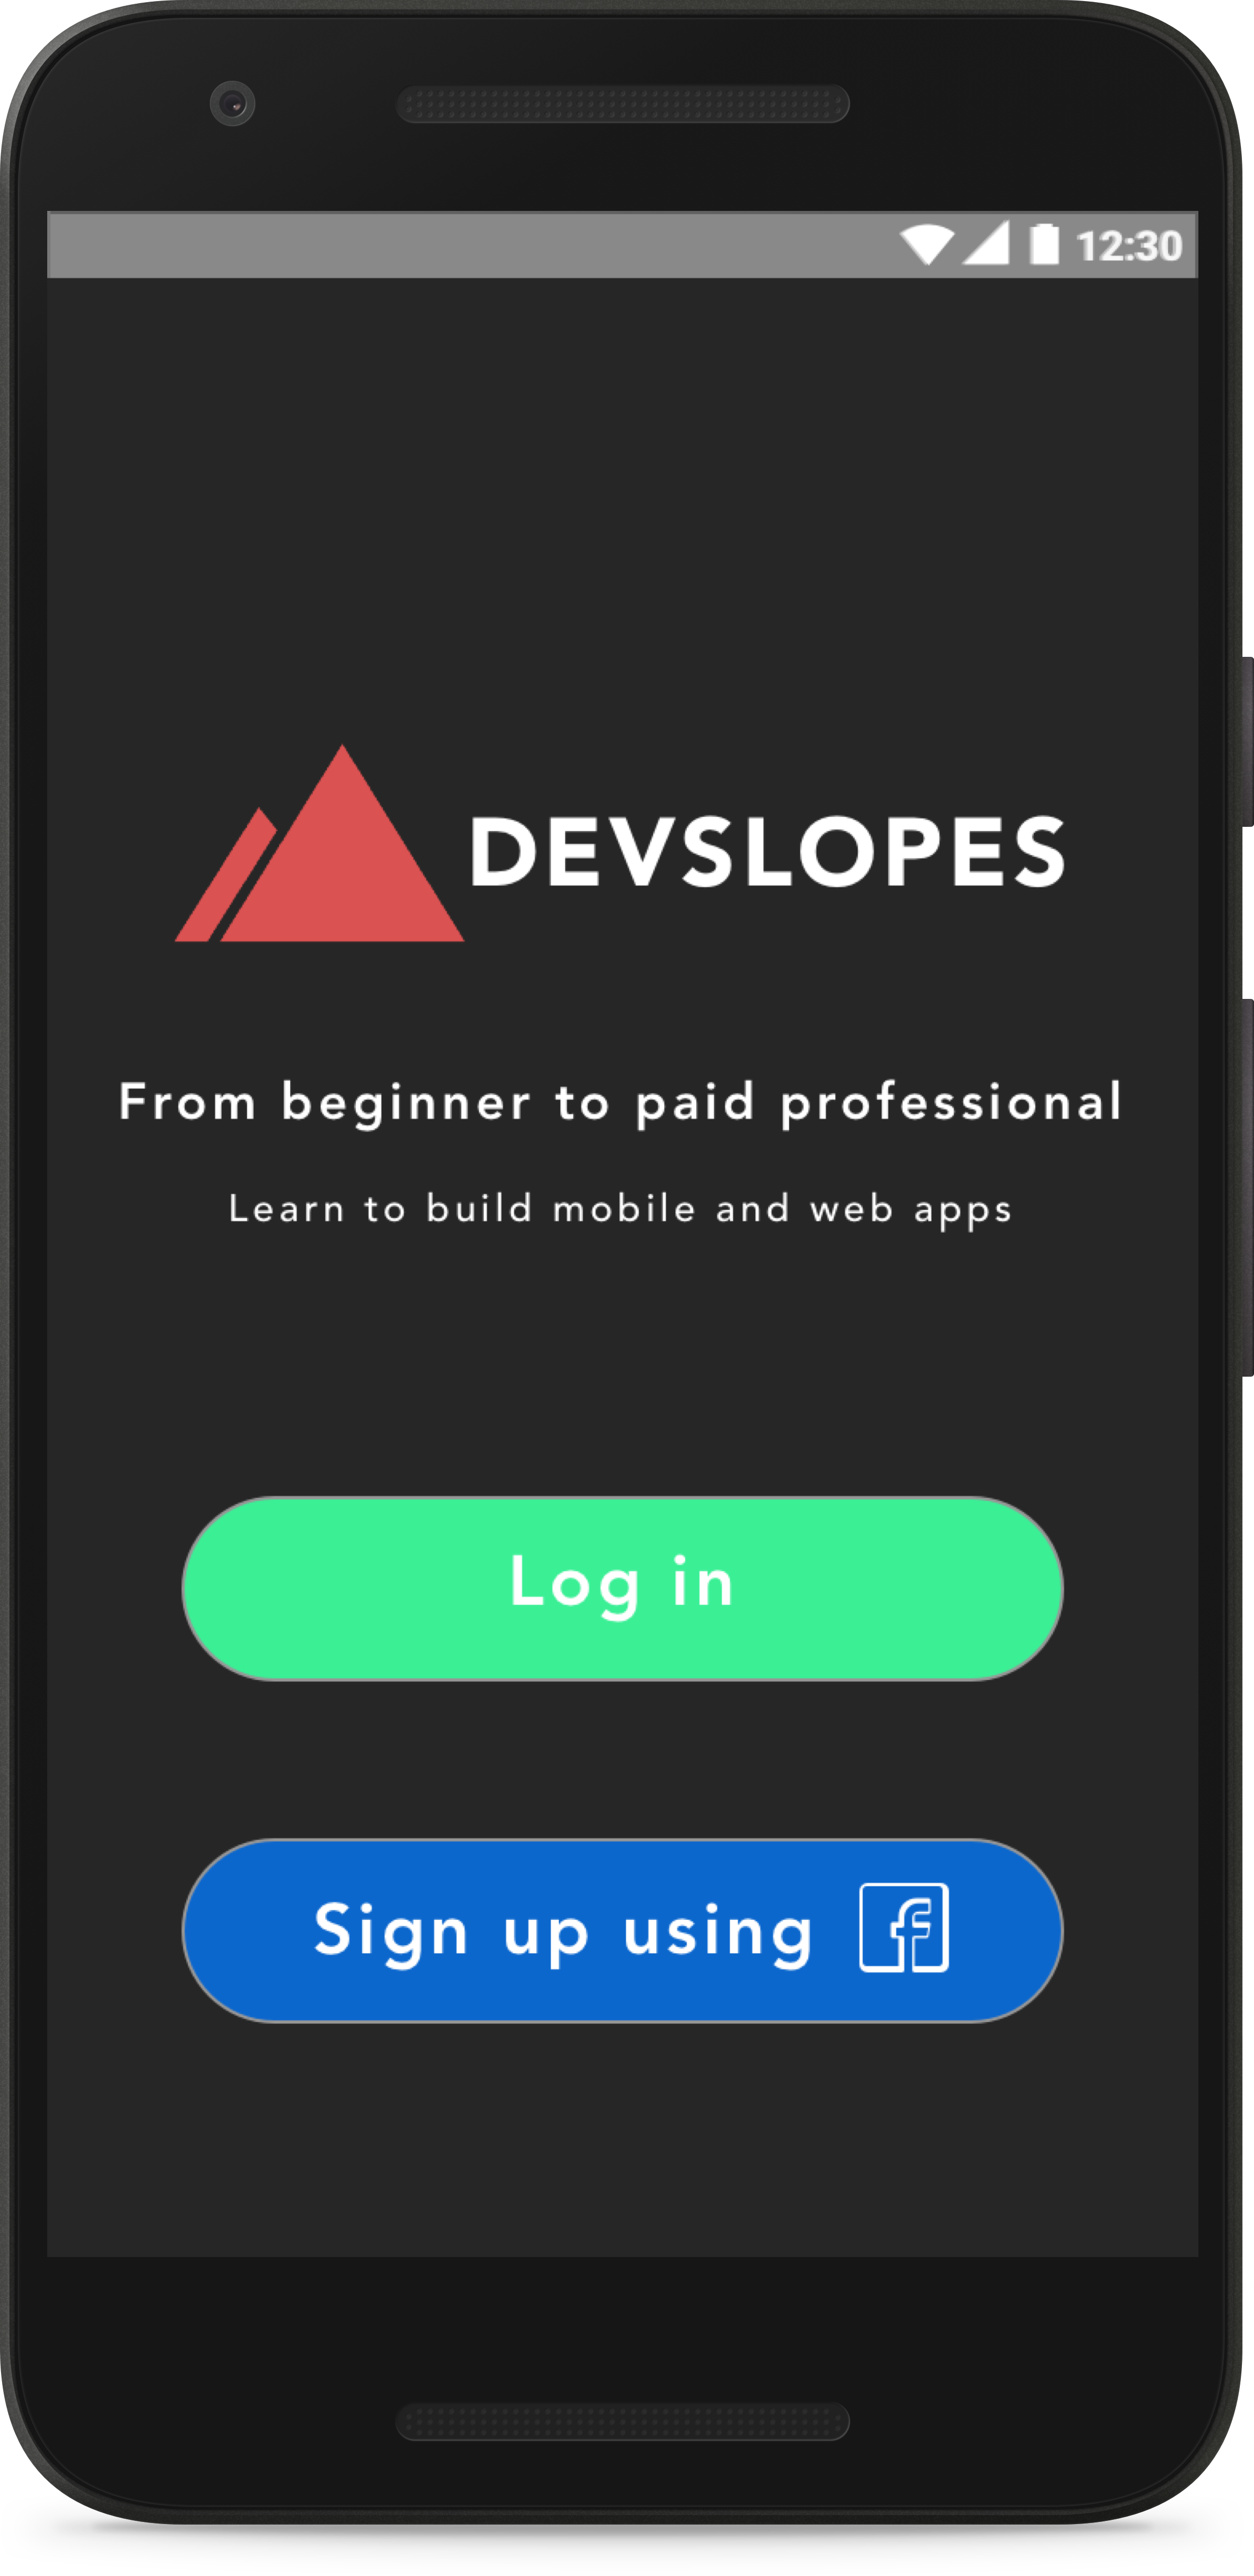 12:30
DEVSLOPES
From beginner to paid professional
Learn to build mobile and web apps
Log in
Sign up using f